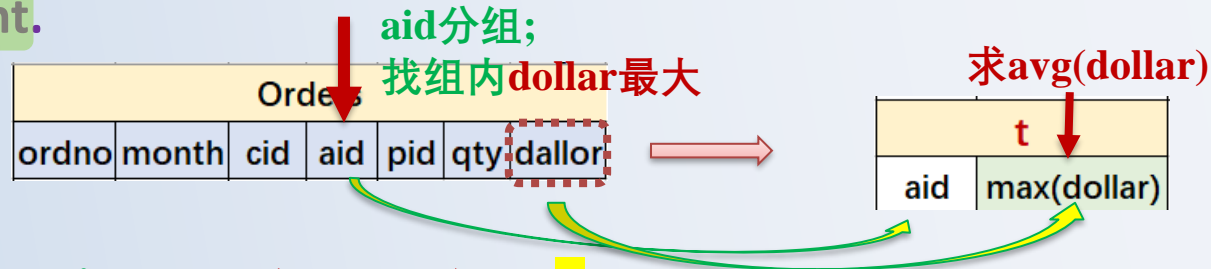 nt.
aid分组;
找组内dollar最大
求avg(dollar)
Orders
ordno month cid aid pid qty dallor
t
aid max(dollar)